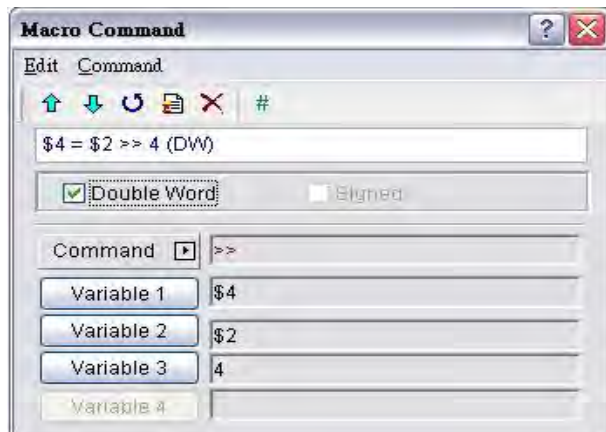 Macro Command
?
Edit Command
#
$4 = $2 >> 4 (DW)
Double Word Signed
Command >>
Variable 1 $4
Variable 2 $2
Variable 3 4
Variable 4